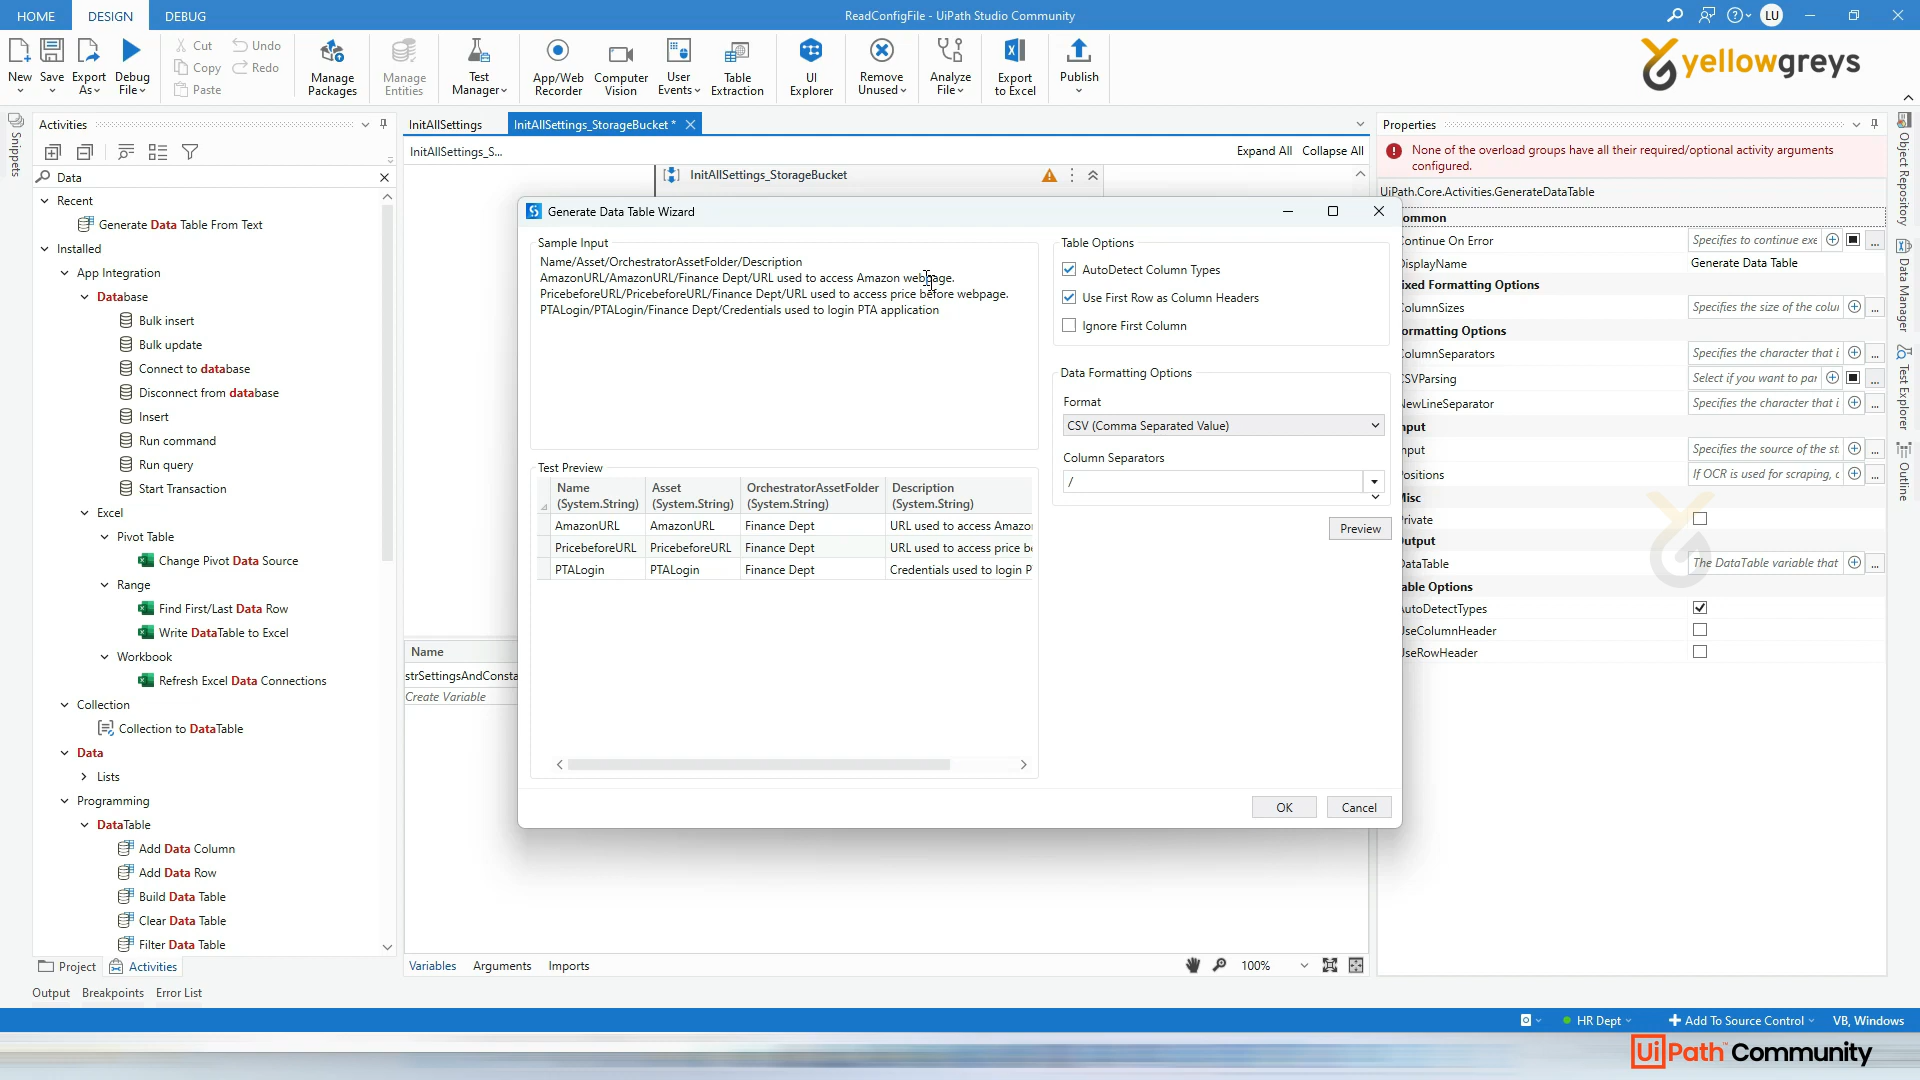 HOME DESIGN DEBUG
ReadConfigFile - UiPath Studio Community
LU
New Save Export As Debug File
Cut Copy Paste
Undo Redo
Manage Packages
Manage Entities
Test Manager
App/Web Recorder
Computer Vision
User Events
Table Extraction
UI Explorer
Remove Unused
Analyze File
Export to Excel
Publish
yellowgreys
Snippets
Activities
Data
Recent
Generate Data Table From Text
Installed
App Integration
Database
Bulk insert
Bulk update
Connect to database
Disconnect from database
Insert
Run command
Run query
Start Transaction
Excel
Pivot Table
Change Pivot Data Source
Range
Find First/Last Data Row
Write DataTable to Excel
Workbook
Refresh Excel Data Connections
Collection
Collection to DataTable
Data
Lists
Programming
DataTable
Add Data Column
Add Data Row
Build Data Table
Clear Data Table
Filter Data Table
Project Activities
Output Breakpoints Error List
InitAllSettings InitAllSettings_StorageBucket *
InitAllSettings_S... Expand All Collapse All
InitAllSettings_StorageBucket
Name
strSettingsAndConsta
Create Variable
Variables Arguments Imports 100%
Generate Data Table Wizard
Sample Input
Name/Asset/OrchestratorAssetFolder/Description
AmazonURL/AmazonURL/Finance Dept/URL used to access Amazon webpage.
PricebeforeURL/PricebeforeURL/Finance Dept/URL used to access price before webpage.
PTALogin/PTALogin/Finance Dept/Credentials used to login PTA application
Test Preview
Name Asset OrchestratorAssetFolder Description
(System.String) (System.String) (System.String) (System.String)
AmazonURL AmazonURL Finance Dept URL used to access Amazo
PricebeforeURL PricebeforeURL Finance Dept URL used to access price b
PTALogin PTALogin Finance Dept Credentials used to login P
Table Options
AutoDetect Column Types
Use First Row as Column Headers
Ignore First Column
Data Formatting Options
Format
CSV (Comma Separated Value)
Column Separators
/
Preview
OK Cancel
Properties
None of the overload groups have all their required/optional activity arguments
configured.
UiPath.Core.Activities.GenerateDataTable
ommon
ontinue On Error Specifies to continue exe ...
DisplayName Generate Data Table
ixed Formatting Options
olumnSizes Specifies the size of the colu ...
ormatting Options
olumnSeparators Specifies the character that i ...
SVParsing Select if you want to par ...
ewLineSeparator Specifies the character that i ...
nput
nput Specifies the source of the st ...
ositions If OCR is used for scraping, c ...
Misc
rivate
utput
DataTable The DataTable variable that ...
able Options
utoDetectTypes
seColumnHeader
seRowHeader
Object Repository
Data Manager
Test Explorer
Outline
HR Dept Add To Source Control VB, Windows
UiPath™ Community